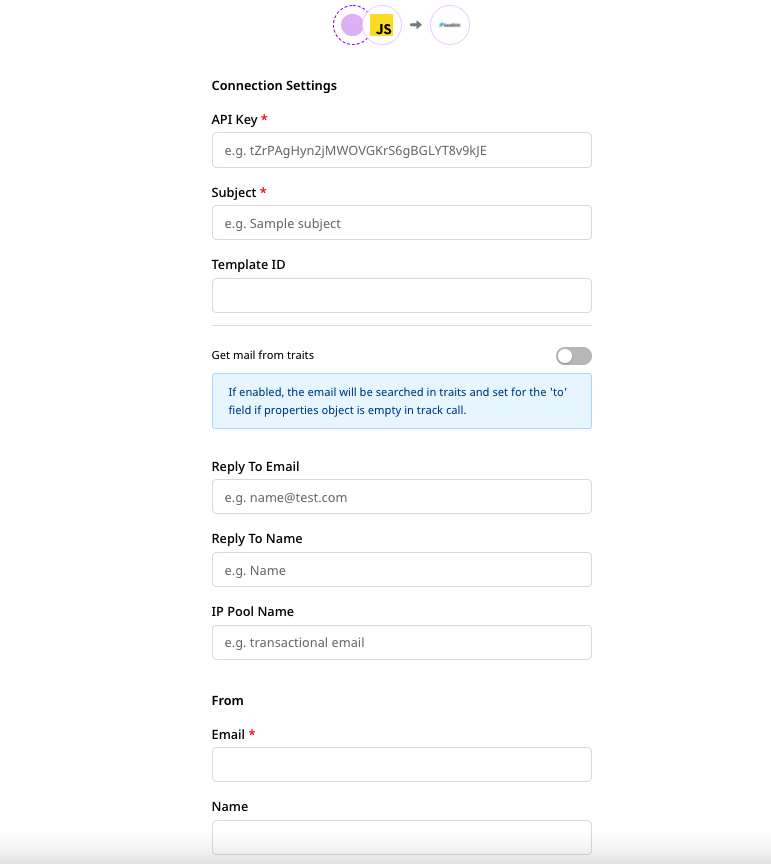 JS
Connection Settings
API Key *
e.g. tZrPAgHyn2jMWOVGKrS6gBGLYT8v9kJE
Subject *
e.g. Sample subject
Template ID
Get mail from traits
If enabled, the email will be searched in traits and set for the 'to'
field if properties object is empty in track call.
Reply To Email
e.g. name@test.com
Reply To Name
e.g. Name
IP Pool Name
e.g. transactional email
From
Email *
Name